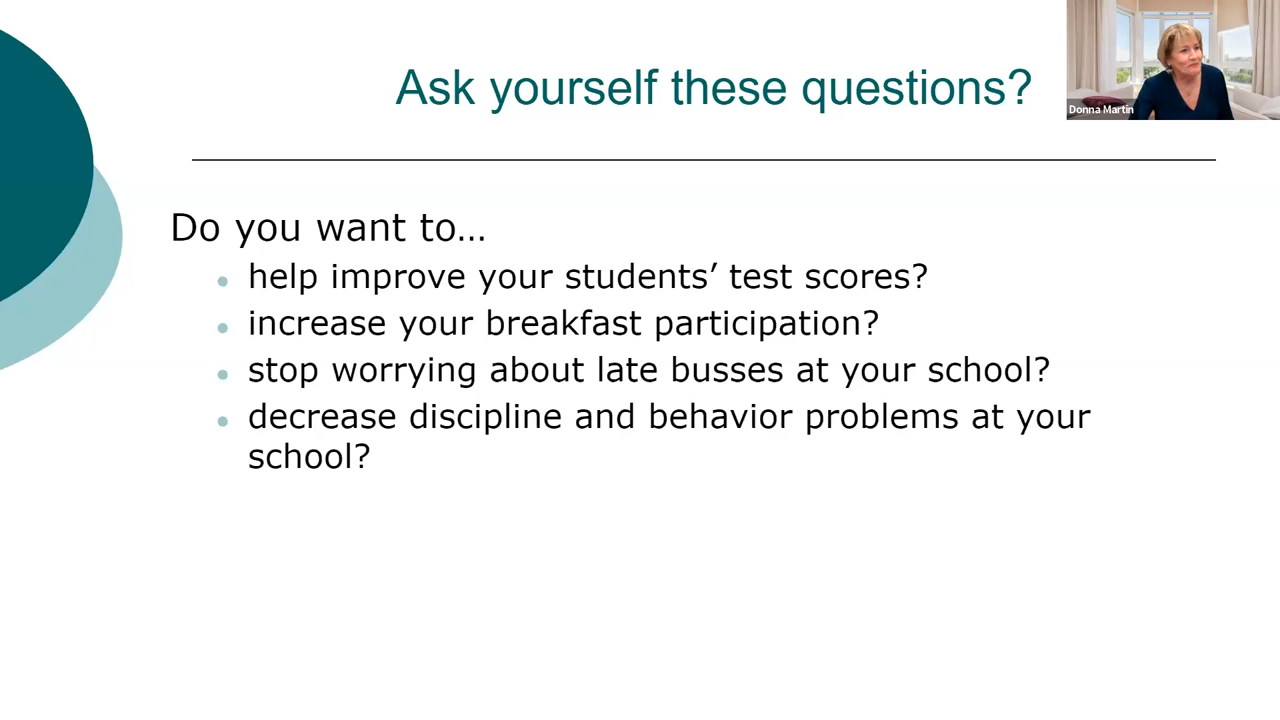 Ask yourself these questions?
Donna Martin
Do you want to…
help improve your students’ test scores?
increase your breakfast participation?
stop worrying about late busses at your school?
decrease discipline and behavior problems at your
school?